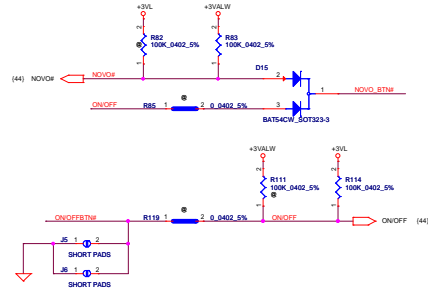 +3VL +3VALW
2 2
R82 R83
@ 100K_0402_5% 100K_0402_5%
1 1
D15
(44) NOVO# NOVO# 2
1 NOVO_BTN#
@
ON/OFF R85 1 2 0_0402_5% 3
BAT54CW_SOT323-3
+3VALW +3VL
2 2
R111 R114
100K_0402_5% 100K_0402_5%
@
1 1
@
ON/OFFBTN# R119 1 2 0_0402_5% ON/OFF ON/OFF (44)
J5 1 2
SHORT PADS
J6 1 2
SHORT PADS